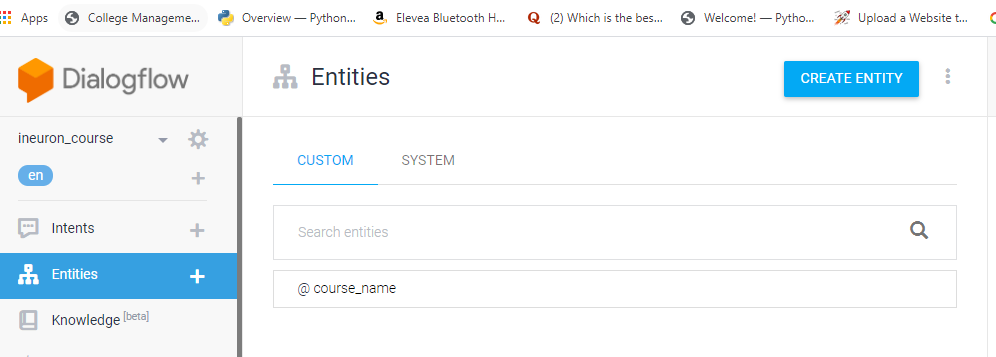 Apps College Manageme... Overview — Python... Elevea Bluetooth H... (2) Which is the bes... Welcome! — Pytho... Upload a Website t...
Dialogflow
Entities
CREATE ENTITY
ineuron_course
en
CUSTOM SYSTEM
Search entities
Intents
Entities
@ course_name
Knowledge [beta]